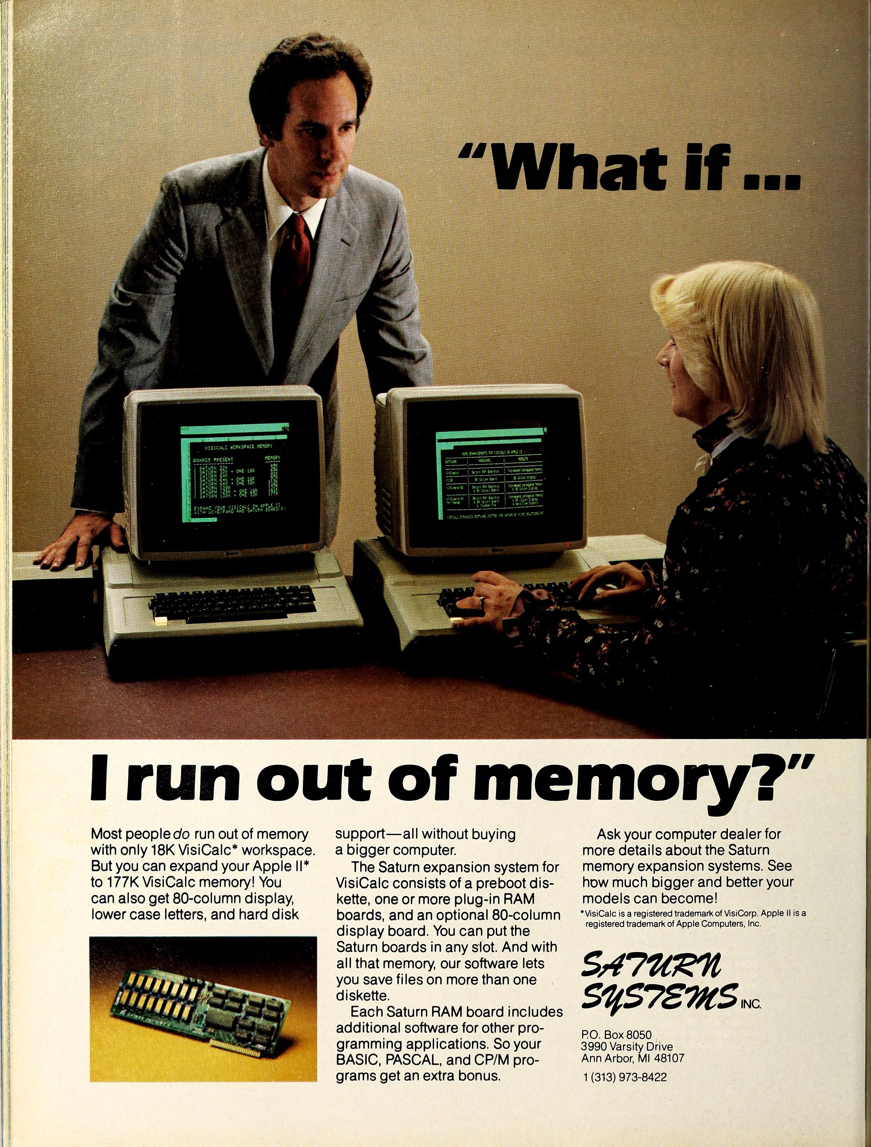 “What if ...
VISICALC WORKSPACE MEMORY
BOARDS PRESENT MEMORY
I run out of memory?”
Most people do run out of memory
with only 18K VisiCalc* workspace.
But you can expand your Apple II*
to 177K VisiCalc memory! You
can also get 80-column display,
lower case letters, and hard disk
support—all without buying
a bigger computer.
The Saturn expansion system for
VisiCalc consists of a preboot dis-
kette, one or more plug-in RAM
boards, and an optional 80-column
display board. You can put the
Saturn boards in any slot. And with
all that memory, our software lets
you save files on more than one
diskette.
Each Saturn RAM board includes
additional software for other pro-
gramming applications. So your
BASIC, PASCAL, and CP/M pro-
grams get an extra bonus.
Ask your computer dealer for
more details about the Saturn
memory expansion systems. See
how much bigger and better your
models can become!
*VisiCalc is a registered trademark of VisiCorp. Apple II is a
registered trademark of Apple Computers, Inc.
SATURN
SYSTEMS INC.
P.O. Box 8050
3990 Varsity Drive
Ann Arbor, MI 48107
1 (313) 973-8422